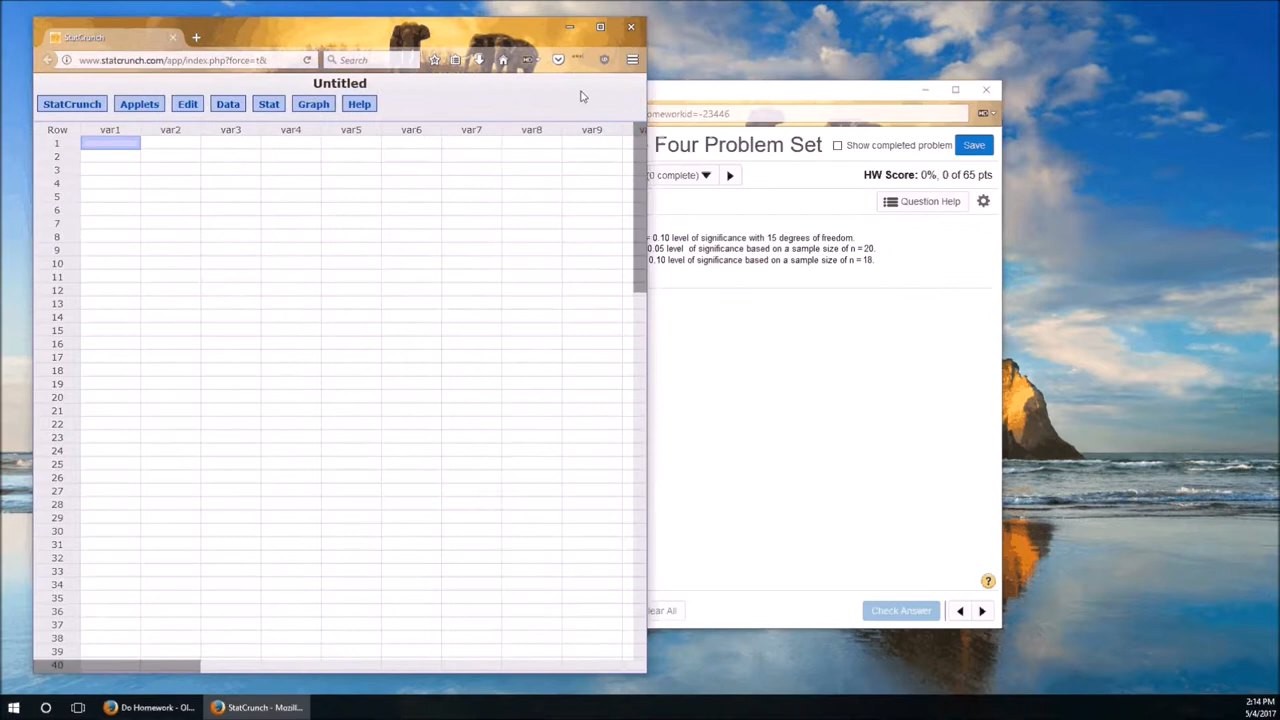 StatCrunch
www.statcrunch.com/app/index.php?force=t&
Search
Untitled
StatCrunch Applets Edit Data Stat Graph Help
Row var1 var2 var3 var4 var5 var6 var7 var8 var9
1
2
3
4
5
6
7
8
9
10
11
12
13
14
15
16
17
18
19
20
21
22
23
24
25
26
27
28
29
30
31
32
33
34
35
36
37
38
39
40
omeworkid=-23446
Four Problem Set Show completed problem Save
(0 complete) HW Score: 0%, 0 of 65 pts
Question Help
= 0.10 level of significance with 15 degrees of freedom.
0.05 level of significance based on a sample size of n = 20.
0.10 level of significance based on a sample size of n = 18.
?
lear All Check Answer
Do Homework - Ol... StatCrunch - Mozill... 2:14 PM
5/4/2017